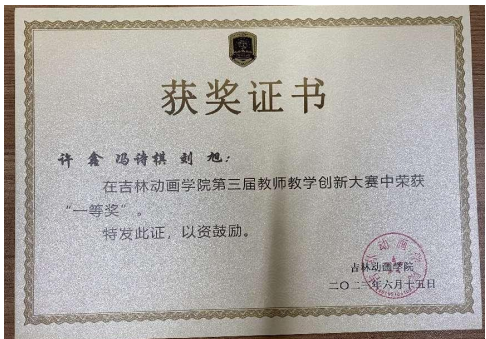 获奖证书
许鑫 冯诗棋 刘旭：
在吉林动画学院第三届教师教学创新大赛中荣获
“一等奖”。
特发此证，以资鼓励。
吉林动画学院
二〇二三年六月十五日